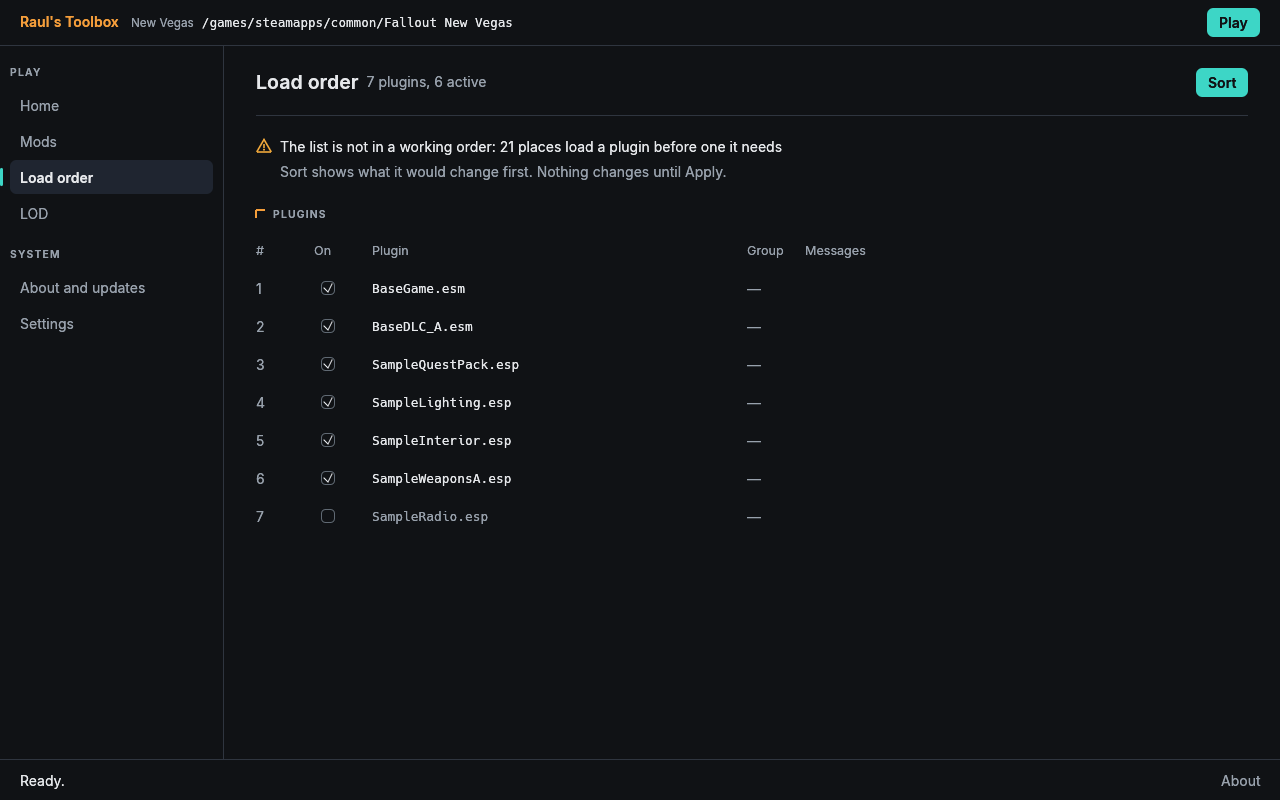 Raul's Toolbox New Vegas /games/steamapps/common/Fallout New Vegas Play
PLAY
Home
Mods
Load order
LOD
SYSTEM
About and updates
Settings
Load order 7 plugins, 6 active Sort
The list is not in a working order: 21 places load a plugin before one it needs
Sort shows what it would change first. Nothing changes until Apply.
PLUGINS
# On Plugin Group Messages
1 BaseGame.esm —
2 BaseDLC_A.esm —
3 SampleQuestPack.esp —
4 SampleLighting.esp —
5 SampleInterior.esp —
6 SampleWeaponsA.esp —
7 SampleRadio.esp —
Ready. About